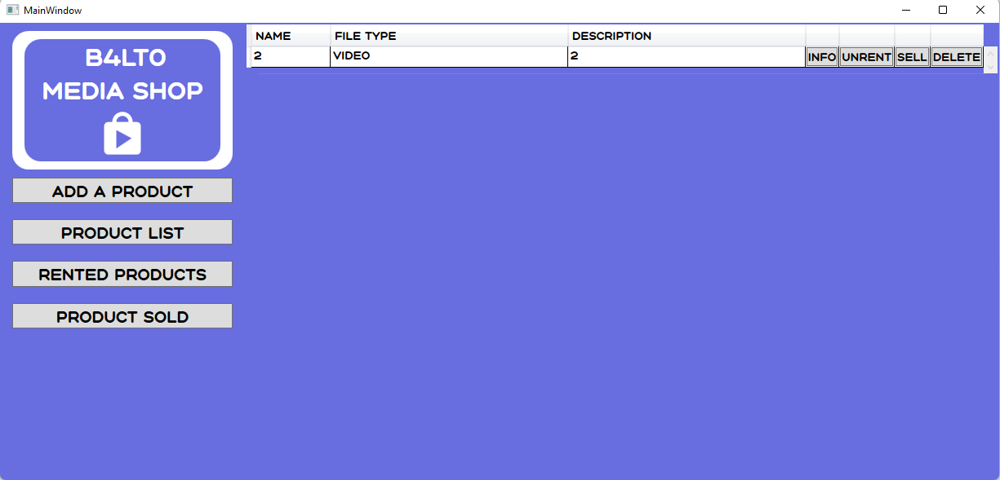 MainWindow
B4LT0
MEDIA SHOP
ADD A PRODUCT
PRODUCT LIST
RENTED PRODUCTS
PRODUCT SOLD
NAME FILE TYPE DESCRIPTION
2 VIDEO 2 INFO UNRENT SELL DELETE